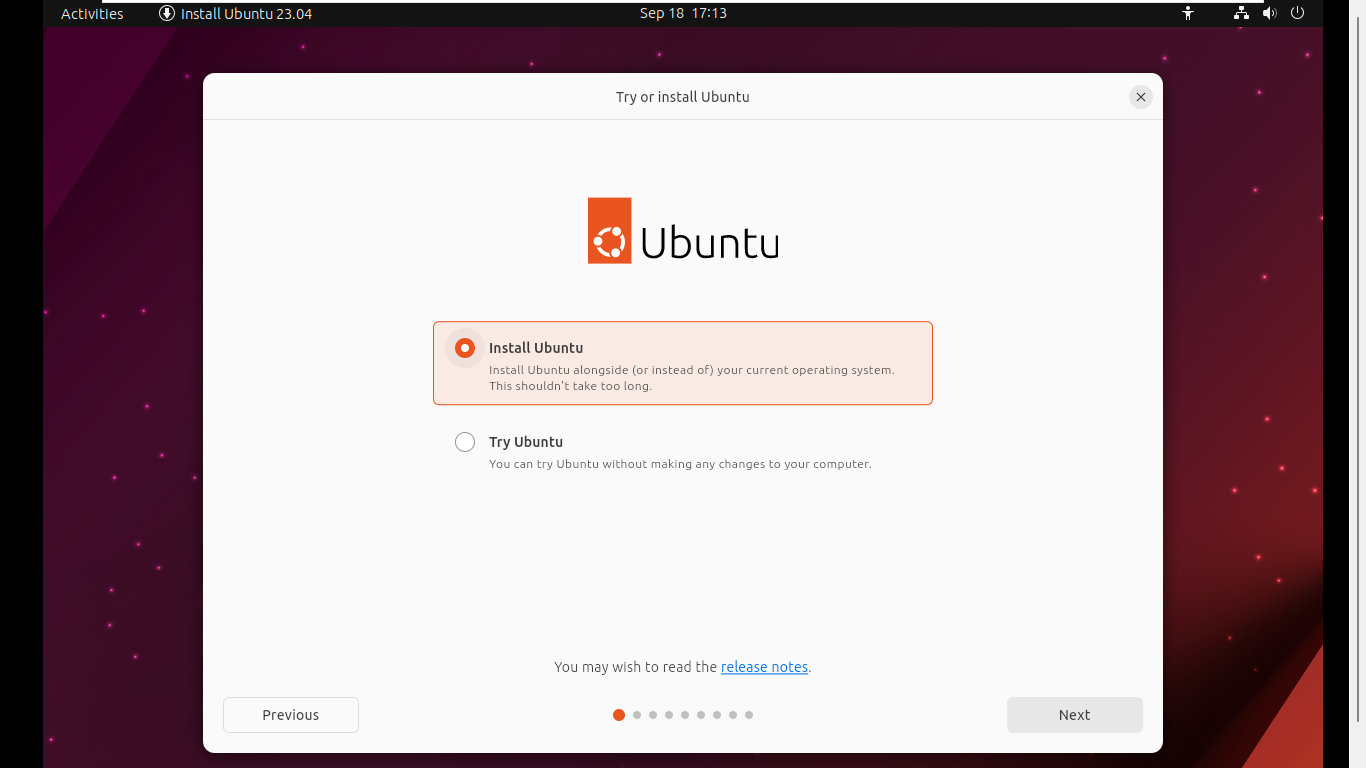 Activities
Install Ubuntu 23.04
Sep 18 17:13
Try or install Ubuntu
Ubuntu
Install Ubuntu
Install Ubuntu alongside (or instead of) your current operating system.
This shouldn't take too long.
Try Ubuntu
You can try Ubuntu without making any changes to your computer.
You may wish to read the release notes.
Previous
Next